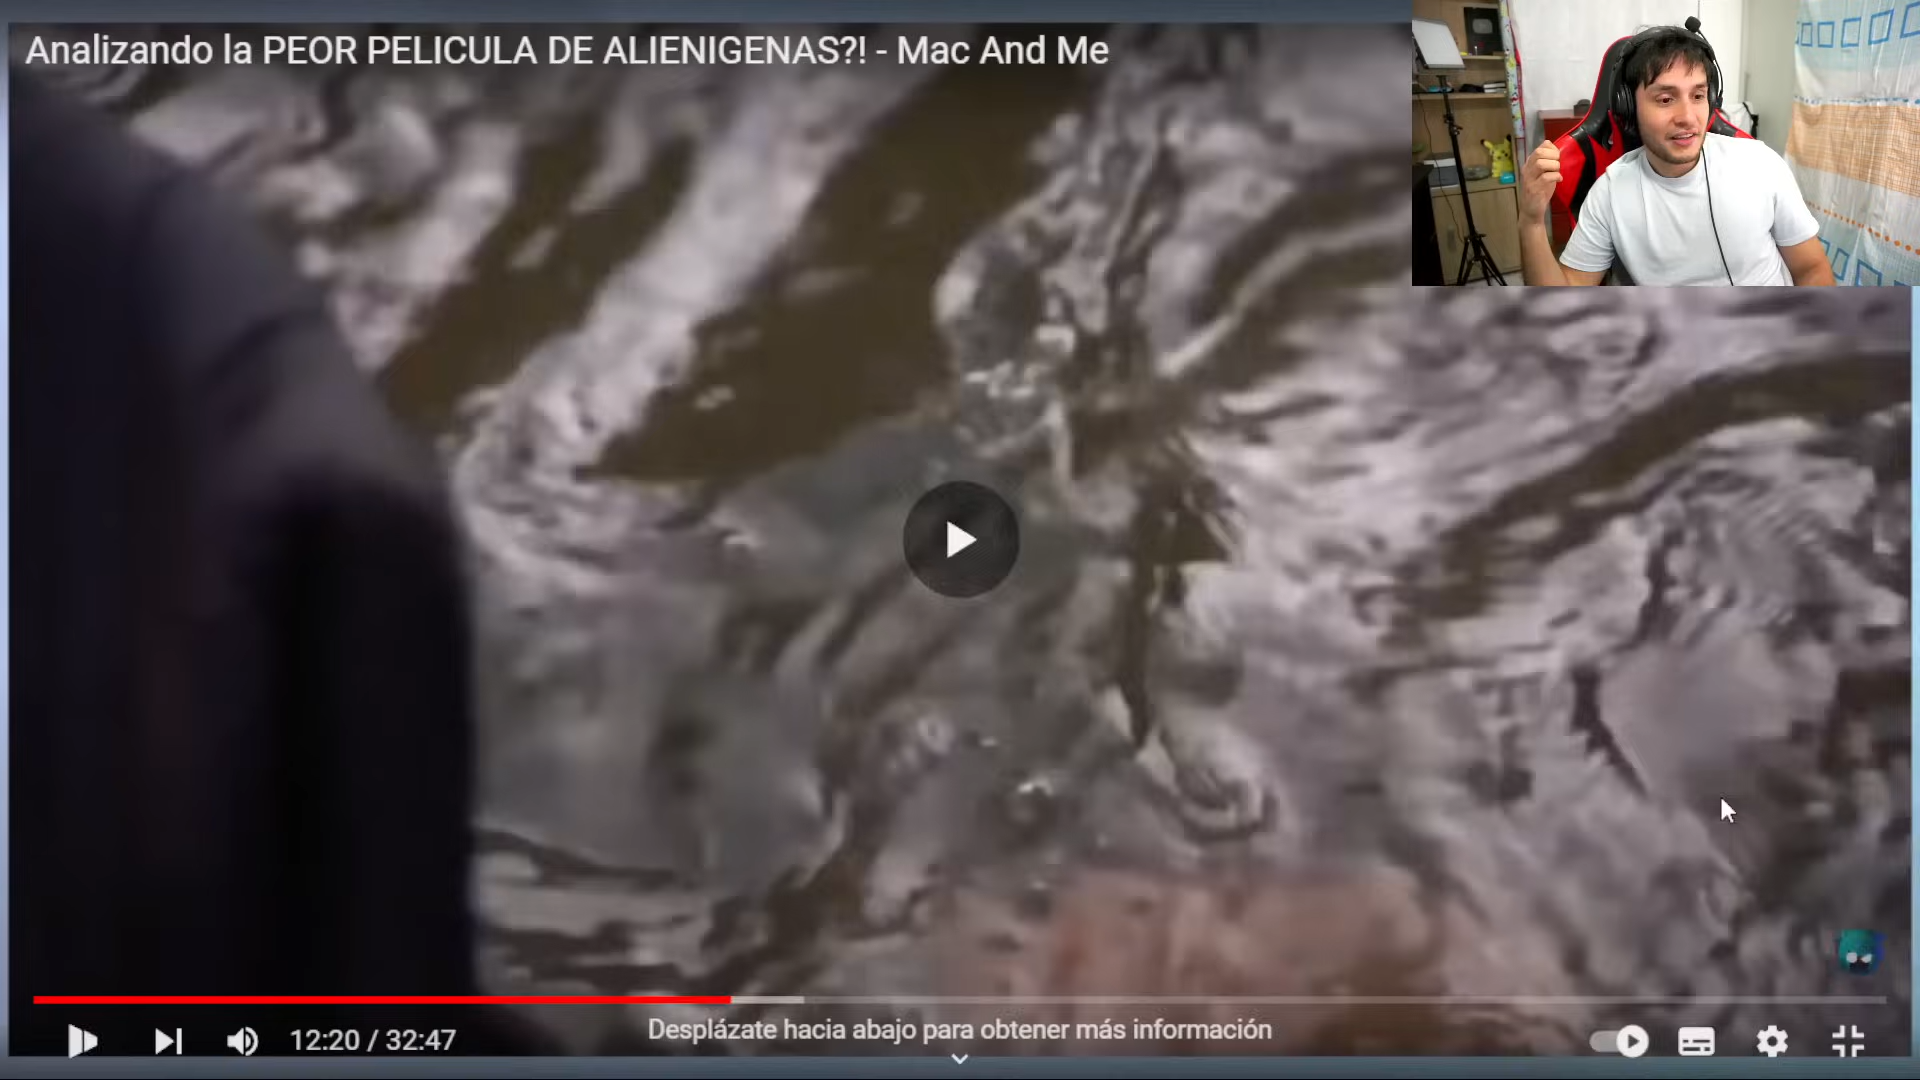 Analizando la PEOR PELICULA DE ALIENIGENAS?! - Mac And Me
Desplázate hacia abajo para obtener más información
12:20 / 32:47